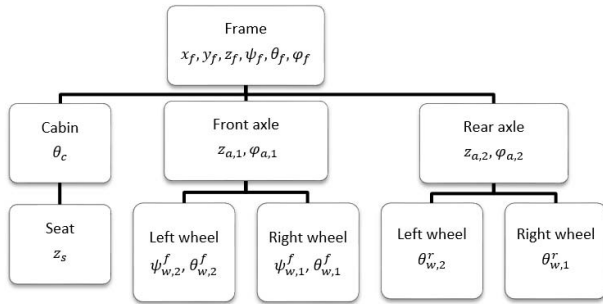 Frame
x_f, y_f, z_f, ψ_f, θ_f, φ_f
Cabin
θ_c
Front axle
z_{a,1}, φ_{a,1}
Rear axle
z_{a,2}, φ_{a,2}
Seat
z_s
Left wheel
ψ^f_{w,2}, θ^f_{w,2}
Right wheel
ψ^f_{w,1}, θ^f_{w,1}
Left wheel
θ^r_{w,2}
Right wheel
θ^r_{w,1}